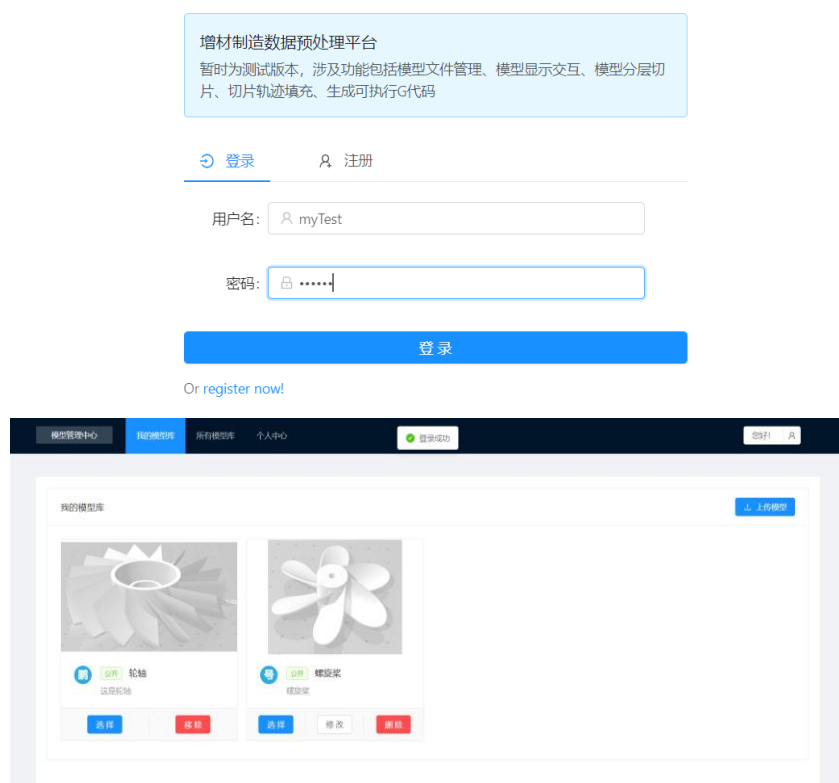 增材制造数据预处理平台
暂时为测试版本，涉及功能包括模型文件管理、模型显示交互、模型分层切
片、切片轨迹填充、生成可执行G代码
登录 注册
用户名： myTest
密码： ••••••
登录
Or register now!
模型管理中心 我的模型库 所有模型库 个人中心 登录成功 您好!
我的模型库 上传模型
鹏 公开 轮轴
这是轮轴
号 公开 螺旋桨
螺旋桨
选择 移除 选择 修改 删除